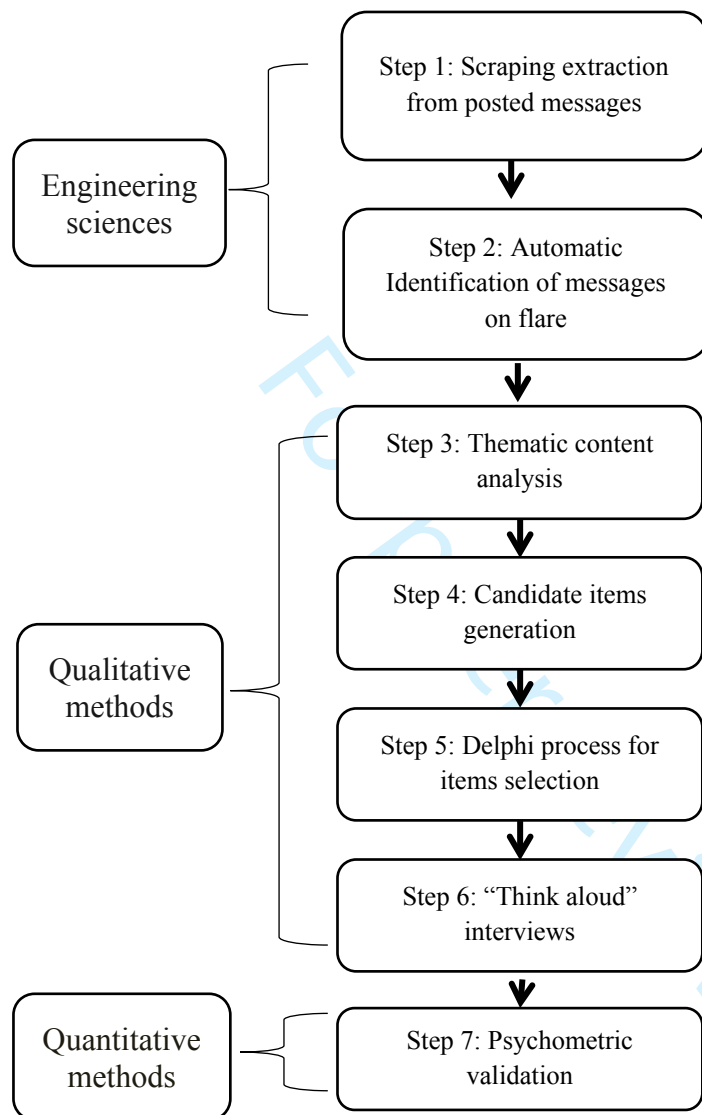 Step 1: Scraping extraction
from posted messages
Engineering
sciences
Step 2: Automatic
Identification of messages
on flare
Step 3: Thematic content
analysis
Step 4: Candidate items
generation
Qualitative
methods
Step 5: Delphi process for
items selection
Step 6: “Think aloud”
interviews
Quantitative
methods
Step 7: Psychometric
validation